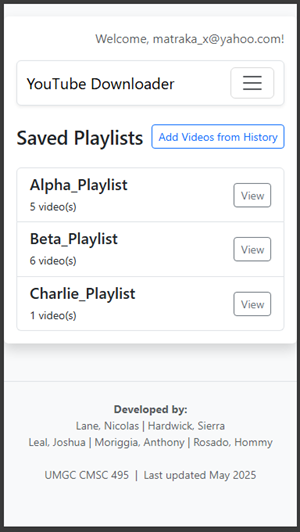 Welcome, matraka_x@yahoo.com!
YouTube Downloader
Saved Playlists
Add Videos from History
Alpha_Playlist
5 video(s)
View
Beta_Playlist
6 video(s)
View
Charlie_Playlist
1 video(s)
View
Developed by:
Lane, Nicolas | Hardwick, Sierra
Leal, Joshua | Moriggia, Anthony | Rosado, Hommy
UMGC CMSC 495 | Last updated May 2025